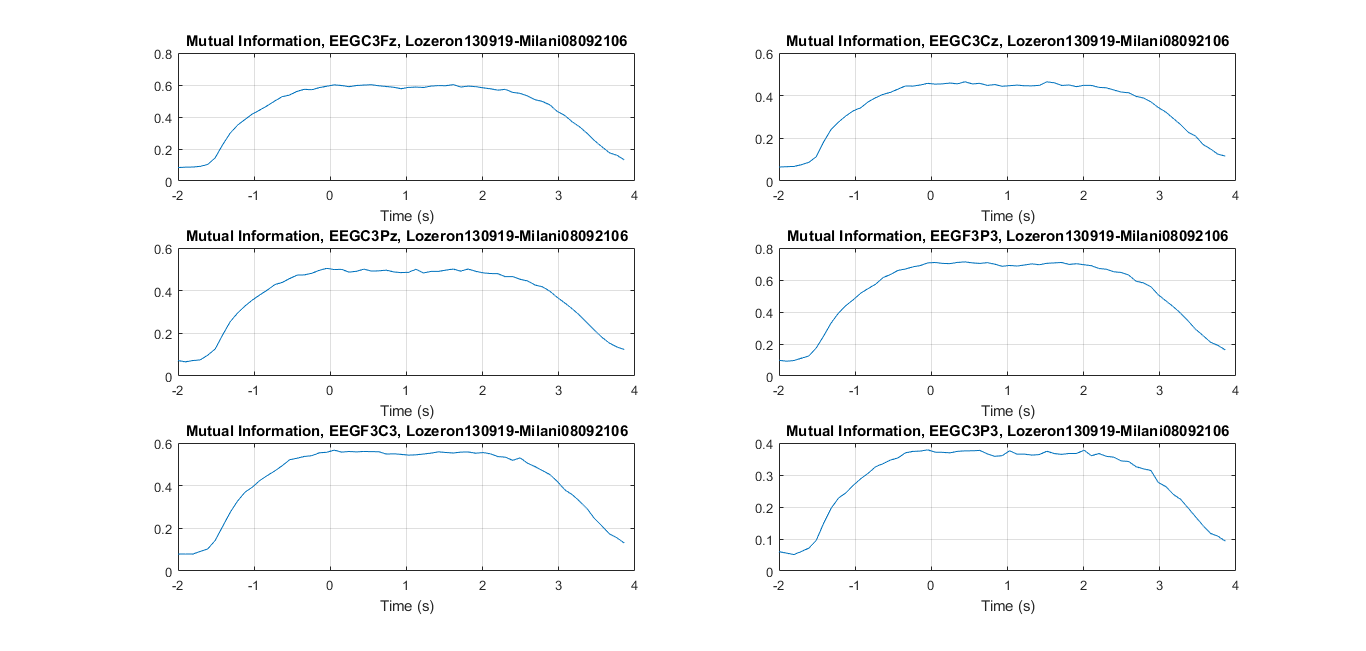 Mutual Information, EEGC3Fz, Lozeron130919-Milani08092106
0.8
0.6
0.4
0.2
0
-2 -1 0 1 2 3 4
Time (s)
Mutual Information, EEGC3Cz, Lozeron130919-Milani08092106
0.6
0.4
0.2
0
-2 -1 0 1 2 3 4
Time (s)
Mutual Information, EEGC3Pz, Lozeron130919-Milani08092106
0.6
0.4
0.2
0
-2 -1 0 1 2 3 4
Time (s)
Mutual Information, EEGF3P3, Lozeron130919-Milani08092106
0.8
0.6
0.4
0.2
0
-2 -1 0 1 2 3 4
Time (s)
Mutual Information, EEGF3C3, Lozeron130919-Milani08092106
0.6
0.4
0.2
0
-2 -1 0 1 2 3 4
Time (s)
Mutual Information, EEGC3P3, Lozeron130919-Milani08092106
0.4
0.3
0.2
0.1
0
-2 -1 0 1 2 3 4
Time (s)